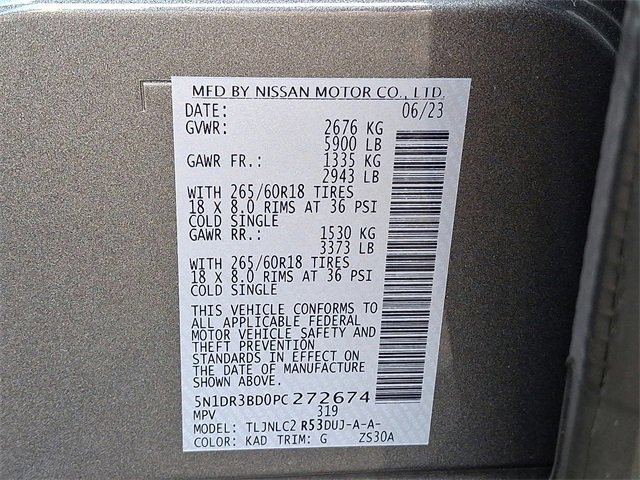 MFD BY NISSAN MOTOR CO., LTD.
DATE: 06/23
GVWR: 2676 KG
5900 LB
GAWR FR.: 1335 KG
2943 LB
WITH 265/60R18 TIRES
18 X 8.0 RIMS AT 36 PSI
COLD SINGLE
GAWR RR.: 1530 KG
3373 LB
WITH 265/60R18 TIRES
18 X 8.0 RIMS AT 36 PSI
COLD SINGLE
THIS VEHICLE CONFORMS TO
ALL APPLICABLE FEDERAL
MOTOR VEHICLE SAFETY AND
THEFT PREVENTION
STANDARDS IN EFFECT ON
THE DATE OF MANUFACTURE
SHOWN ABOVE.
5N1DR3BD0PC272674
MPV 319
MODEL: TLJNLC2 R53DUJ-A-A-
COLOR: KAD TRIM: G ZS30A